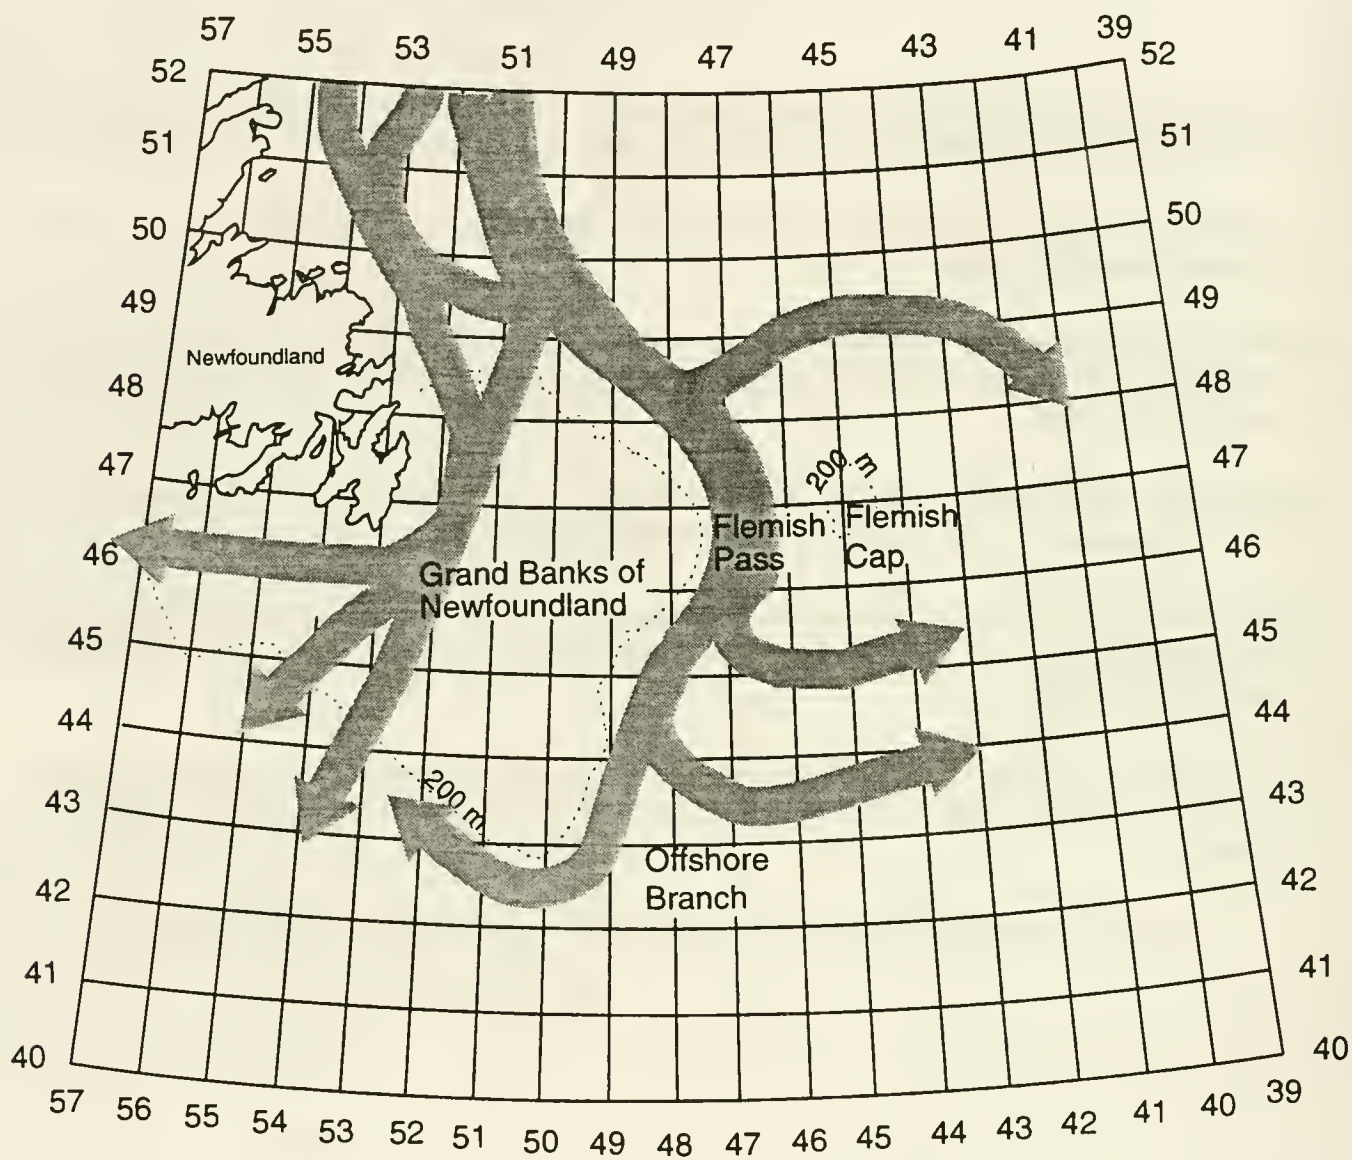 57 55 53 51 49 47 45 43 41 39
52 52
51 51
50 50
49 49
Newfoundland
48 48
47 47
200 m
Flemish Flemish
Pass Cap
46 46
Grand Banks of
Newfoundland
45 45
44 44
43 43
200 m
Offshore
Branch
42 42
41 41
40 40
57 56 55 54 53 52 51 50 49 48 47 46 45 44 43 42 41 40 39